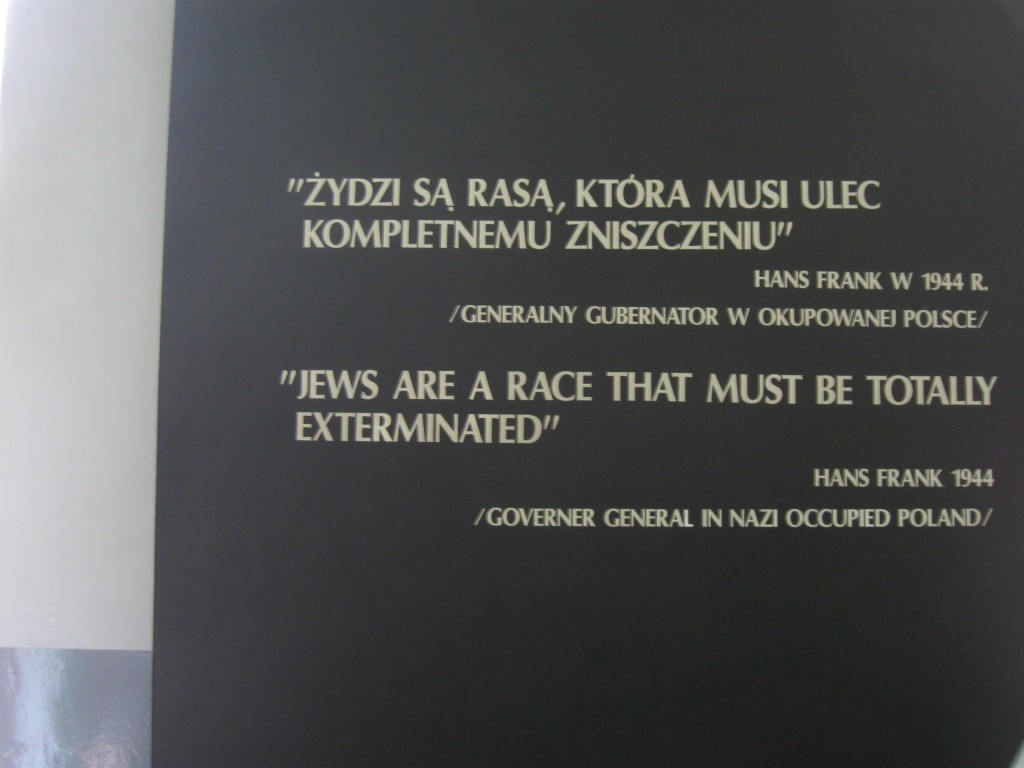 "ŻYDZI SĄ RASĄ, KTÓRA MUSI ULEC
KOMPLETNEMU ZNISZCZENIU"
HANS FRANK W 1944 R.
/GENERALNY GUBERNATOR W OKUPOWANEJ POLSCE/
"JEWS ARE A RACE THAT MUST BE TOTALLY
EXTERMINATED"
HANS FRANK 1944
/GOVERNER GENERAL IN NAZI OCCUPIED POLAND/